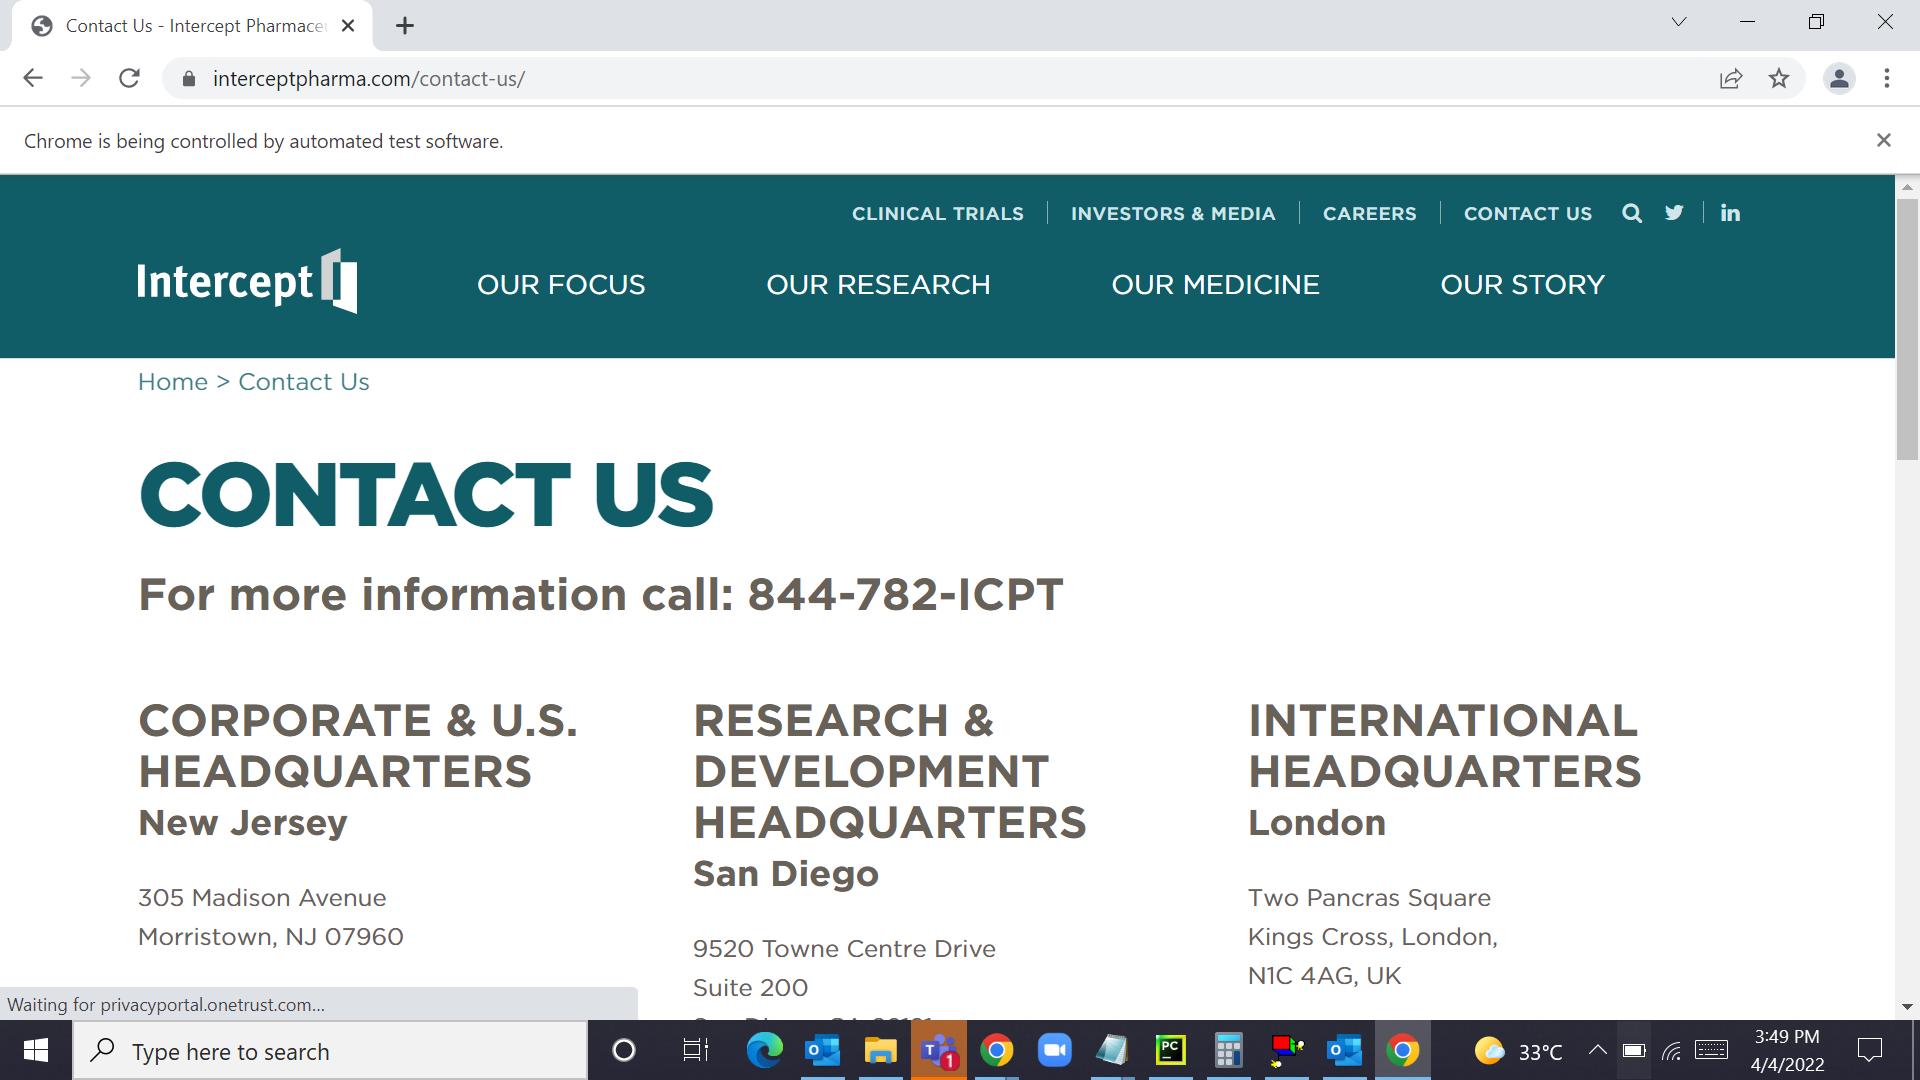 Contact Us - Intercept Pharmace
interceptpharma.com/contact-us/
Chrome is being controlled by automated test software.
CLINICAL TRIALS
INVESTORS & MEDIA
CAREERS
CONTACT US
in
Intercept
OUR FOCUS
OUR RESEARCH
OUR MEDICINE
OUR STORY
Home > Contact Us
CONTACT US
For more information call: 844-782-ICPT
CORPORATE & U.S.
HEADQUARTERS
New Jersey
305 Madison Avenue
Morristown, NJ 07960
RESEARCH &
DEVELOPMENT
HEADQUARTERS
San Diego
9520 Towne Centre Drive
Suite 200
INTERNATIONAL
HEADQUARTERS
London
Two Pancras Square
Kings Cross, London,
N1C 4AG, UK
Waiting for privacyportal.onetrust.com...
Type here to search
1
PC
33°C
3:49 PM
4/4/2022